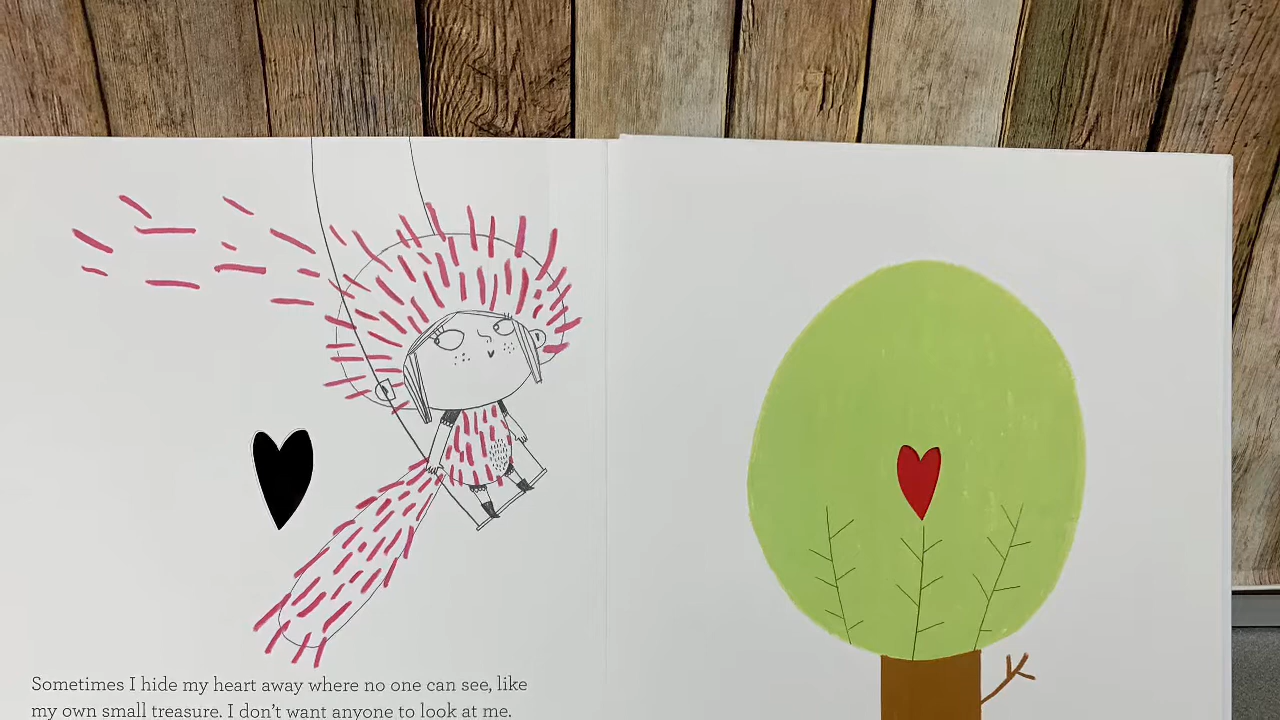 Sometimes I hide my heart away where no one can see, like
my own small treasure. I don't want anyone to look at me.